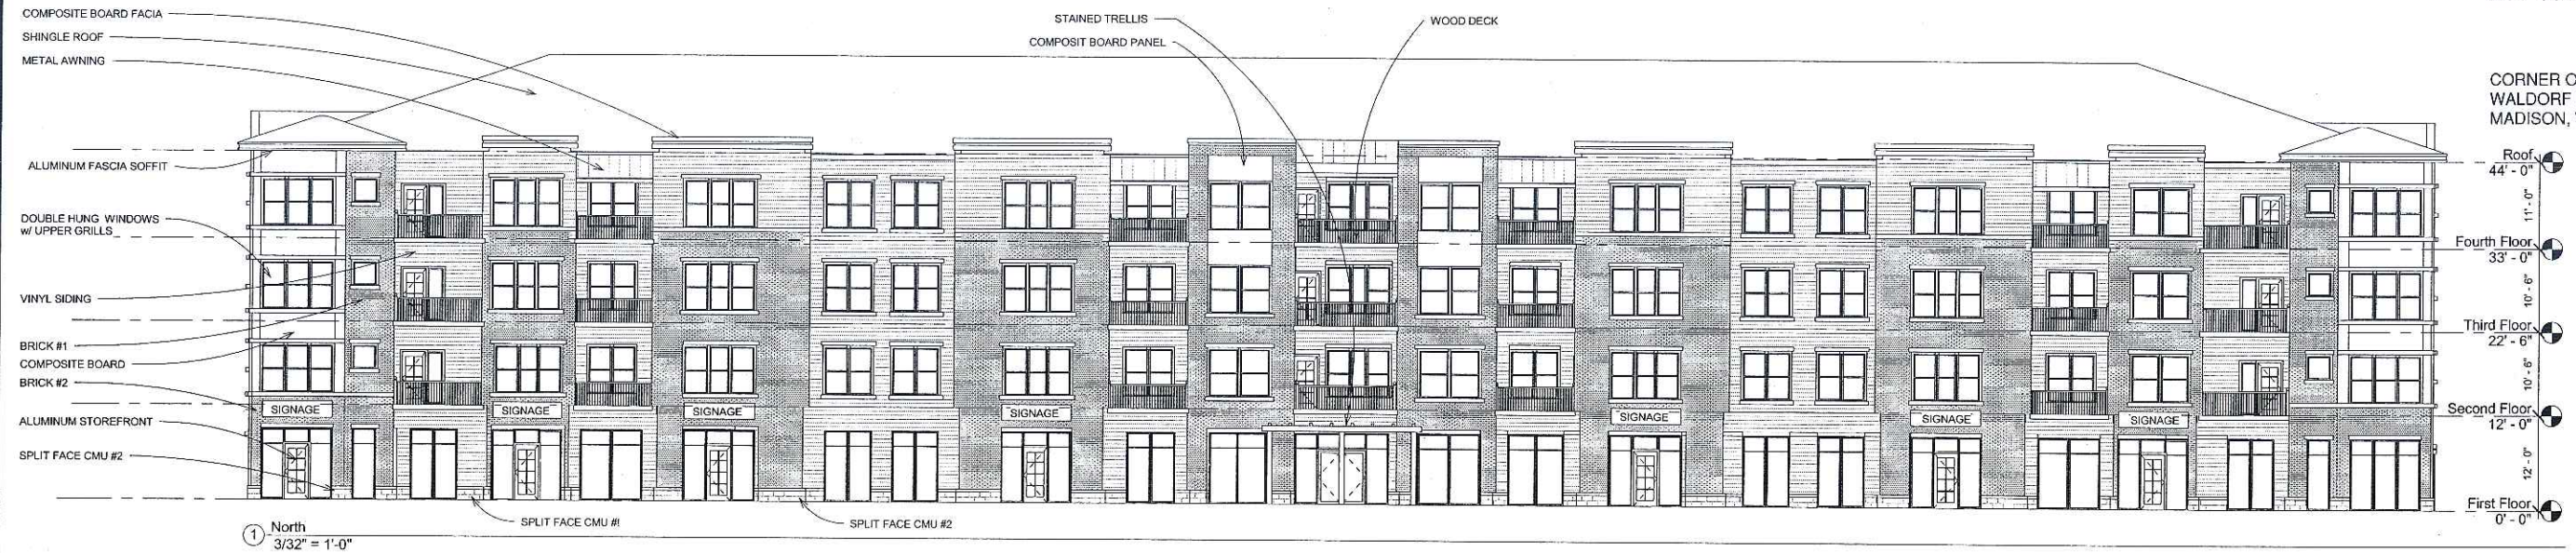 COMPOSITE BOARD FACIA
SHINGLE ROOF
METAL AWNING
STAINED TRELLIS
COMPOSIT BOARD PANEL
WOOD DECK
CORNER O
WALDORF
MADISON,
ALUMINUM FASCIA SOFFIT
DOUBLE HUNG WINDOWS
w/ UPPER GRILLS
VINYL SIDING
BRICK #1
COMPOSITE BOARD
BRICK #2
ALUMINUM STOREFRONT
SPLIT FACE CMU #2
SIGNAGE
SIGNAGE
SIGNAGE
SIGNAGE
SIGNAGE
SIGNAGE
SIGNAGE
Roof
44' - 0"
11' - 0"
Fourth Floor
33' - 0"
10' - 6"
Third Floor
22' - 6"
10' - 6"
Second Floor
12' - 0"
12' - 0"
First Floor
0' - 0"
SPLIT FACE CMU #!
SPLIT FACE CMU #2
1 North
3/32" = 1'-0"